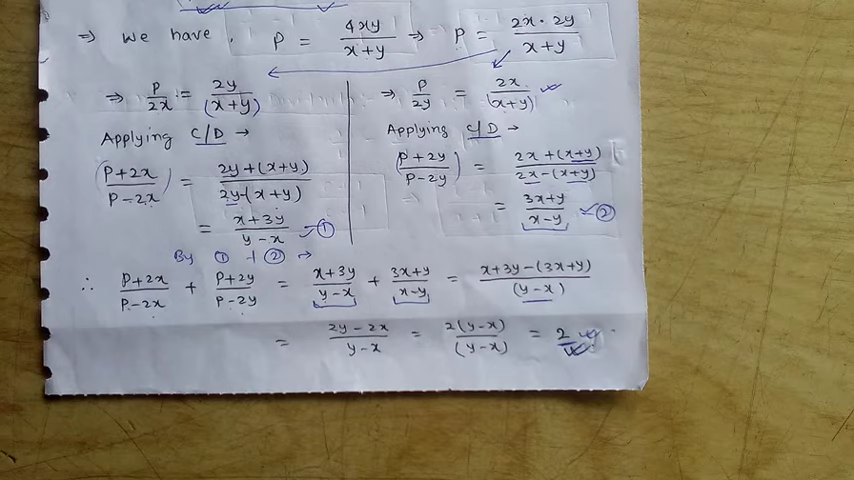 ⇒ We have, P = 4xy/(x+y) ⇒ P = (2x·2y)/(x+y)
⇒ P/2x = 2y/(x+y)
Applying C/D →
((P+2x)/(P-2x)) = (2y+(x+y))/(2y-(x+y))
= (x+3y)/(y-x) – ①
⇒ P/2y = 2x/(x+y)
Applying C/D →
((P+2y)/(P-2y)) = (2x+(x+y))/(2x-(x+y))
= (3x+y)/(x-y) ②
By ① + ② →
∴ (P+2x)/(P-2x) + (P+2y)/(P-2y) = (x+3y)/(y-x) + (3x+y)/(x-y) = (x+3y-(3x+y))/(y-x)
= (2y-2x)/(y-x) = 2(y-x)/(y-x) = 2